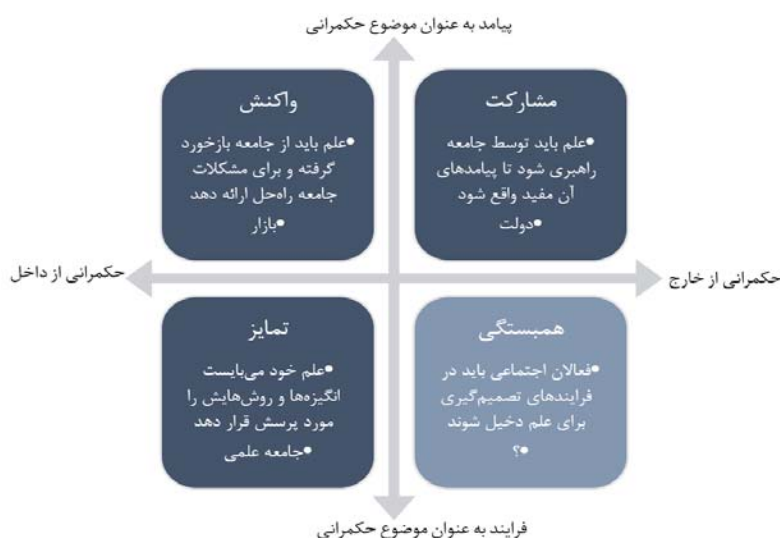 پیامد به عنوان موضوع حکمرانی
مشارکت
•علم باید توسط جامعه
راهبری شود تا پیامدهای
آن مفید واقع شود
•دولت
واکنش
•علم باید از جامعه بازخورد
گرفته و برای مشکلات
جامعه راه‌حل ارائه دهد
•بازار
حکمرانی از خارج
حکمرانی از داخل
همبستگی
•فعالان اجتماعی باید در
فرایندهای تصمیم‌گیری
برای علم دخیل شوند
•؟
تمایز
•علم خود می‌بایست
انگیزه‌ها و روش‌هایش را
مورد پرسش قرار دهد
•جامعه علمی
فرایند به عنوان موضوع حکمرانی